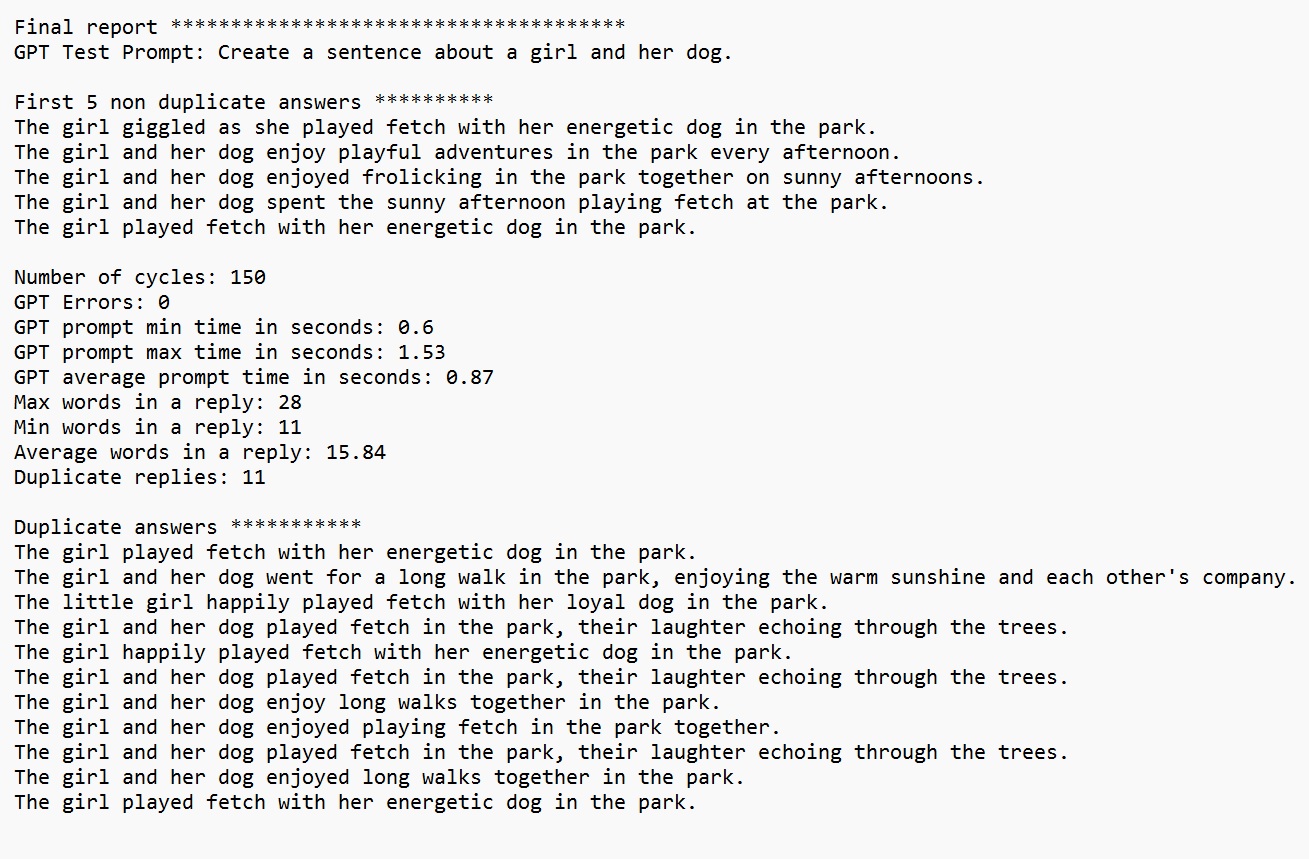 Final report **************************************
GPT Test Prompt: Create a sentence about a girl and her dog.
First 5 non duplicate answers **********
The girl giggled as she played fetch with her energetic dog in the park.
The girl and her dog enjoy playful adventures in the park every afternoon.
The girl and her dog enjoyed frolicking in the park together on sunny afternoons.
The girl and her dog spent the sunny afternoon playing fetch at the park.
The girl played fetch with her energetic dog in the park.
Number of cycles: 150
GPT Errors: 0
GPT prompt min time in seconds: 0.6
GPT prompt max time in seconds: 1.53
GPT average prompt time in seconds: 0.87
Max words in a reply: 28
Min words in a reply: 11
Average words in a reply: 15.84
Duplicate replies: 11
Duplicate answers ***********
The girl played fetch with her energetic dog in the park.
The girl and her dog went for a long walk in the park, enjoying the warm sunshine and each other's company.
The little girl happily played fetch with her loyal dog in the park.
The girl and her dog played fetch in the park, their laughter echoing through the trees.
The girl happily played fetch with her energetic dog in the park.
The girl and her dog played fetch in the park, their laughter echoing through the trees.
The girl and her dog enjoy long walks together in the park.
The girl and her dog enjoyed playing fetch in the park together.
The girl and her dog played fetch in the park, their laughter echoing through the trees.
The girl and her dog enjoyed long walks together in the park.
The girl played fetch with her energetic dog in the park.